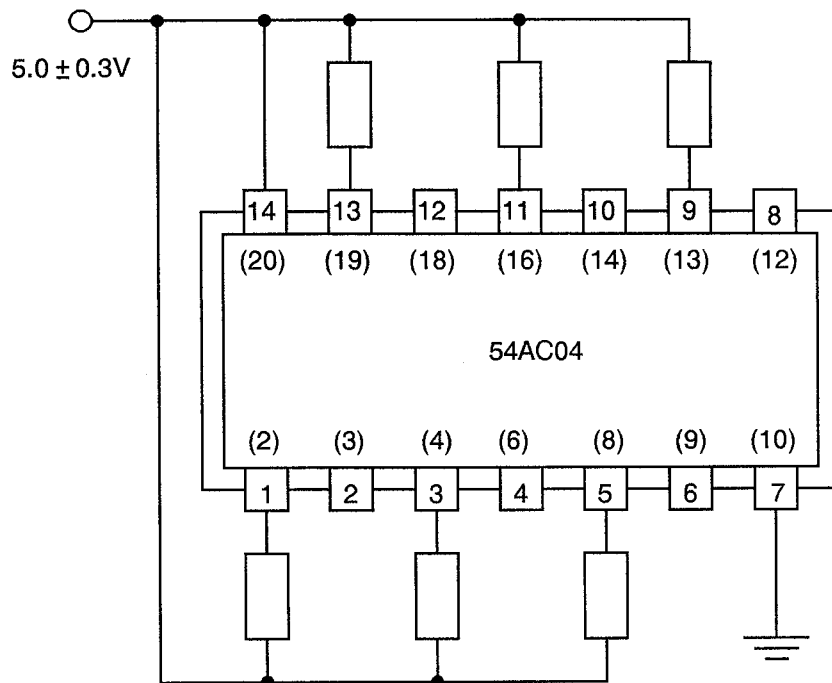 5.0 ± 0.3V
14 13 12 11 10 9 8
(20) (19) (18) (16) (14) (13) (12)
54AC04
(2) (3) (4) (6) (8) (9) (10)
1 2 3 4 5 6 7